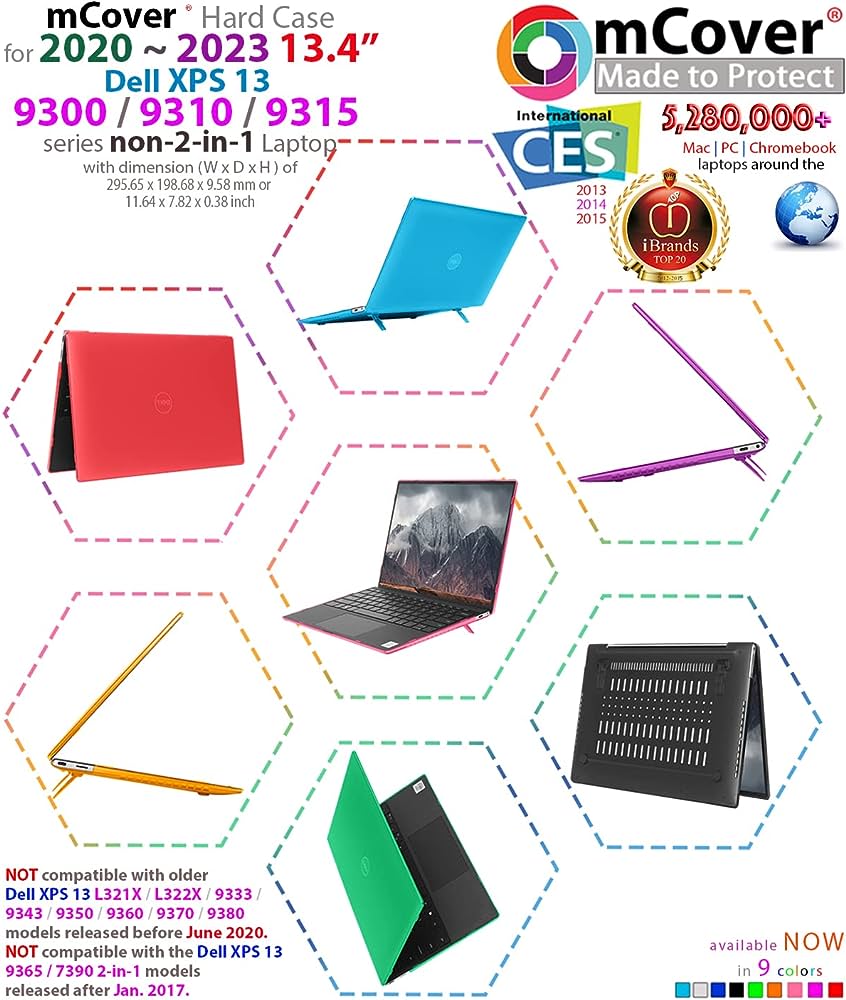 mCover ® Hard Case
for 2020 ~ 2023 13.4”
Dell XPS 13
9300 / 9310 / 9315
series non-2-in-1 Laptop
with dimension (W x D x H ) of
295.65 x 198.68 x 9.58 mm or
11.64 x 7.82 x 0.38 inch
mCover®
Made to Protect
International
CES®
2013
2014
2015
5,280,000+
Mac | PC | Chromebook
laptops around the
iBrands
TOP 20
2012-2015
DELL
NOT compatible with older
Dell XPS 13 L321X / L322X / 9333 /
9343 / 9350 / 9360 / 9370 / 9380
models released before June 2020.
NOT compatible with the Dell XPS 13
9365 / 7390 2-in-1 models
released after Jan. 2017.
available NOW
in 9 colors